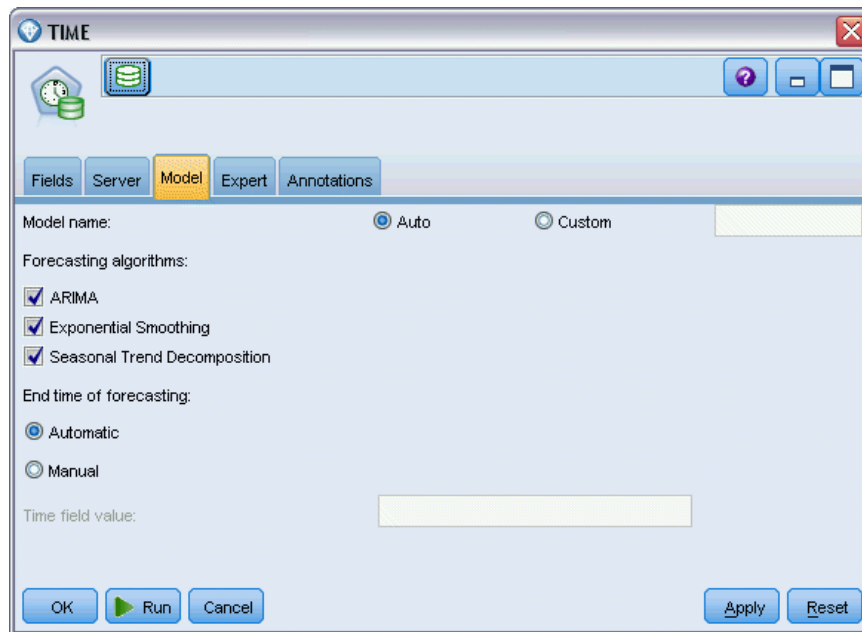 TIME
Fields Server Model Expert Annotations
Model name: Auto Custom
Forecasting algorithms:
ARIMA
Exponential Smoothing
Seasonal Trend Decomposition
End time of forecasting:
Automatic
Manual
Time field value:
OK Run Cancel Apply Reset